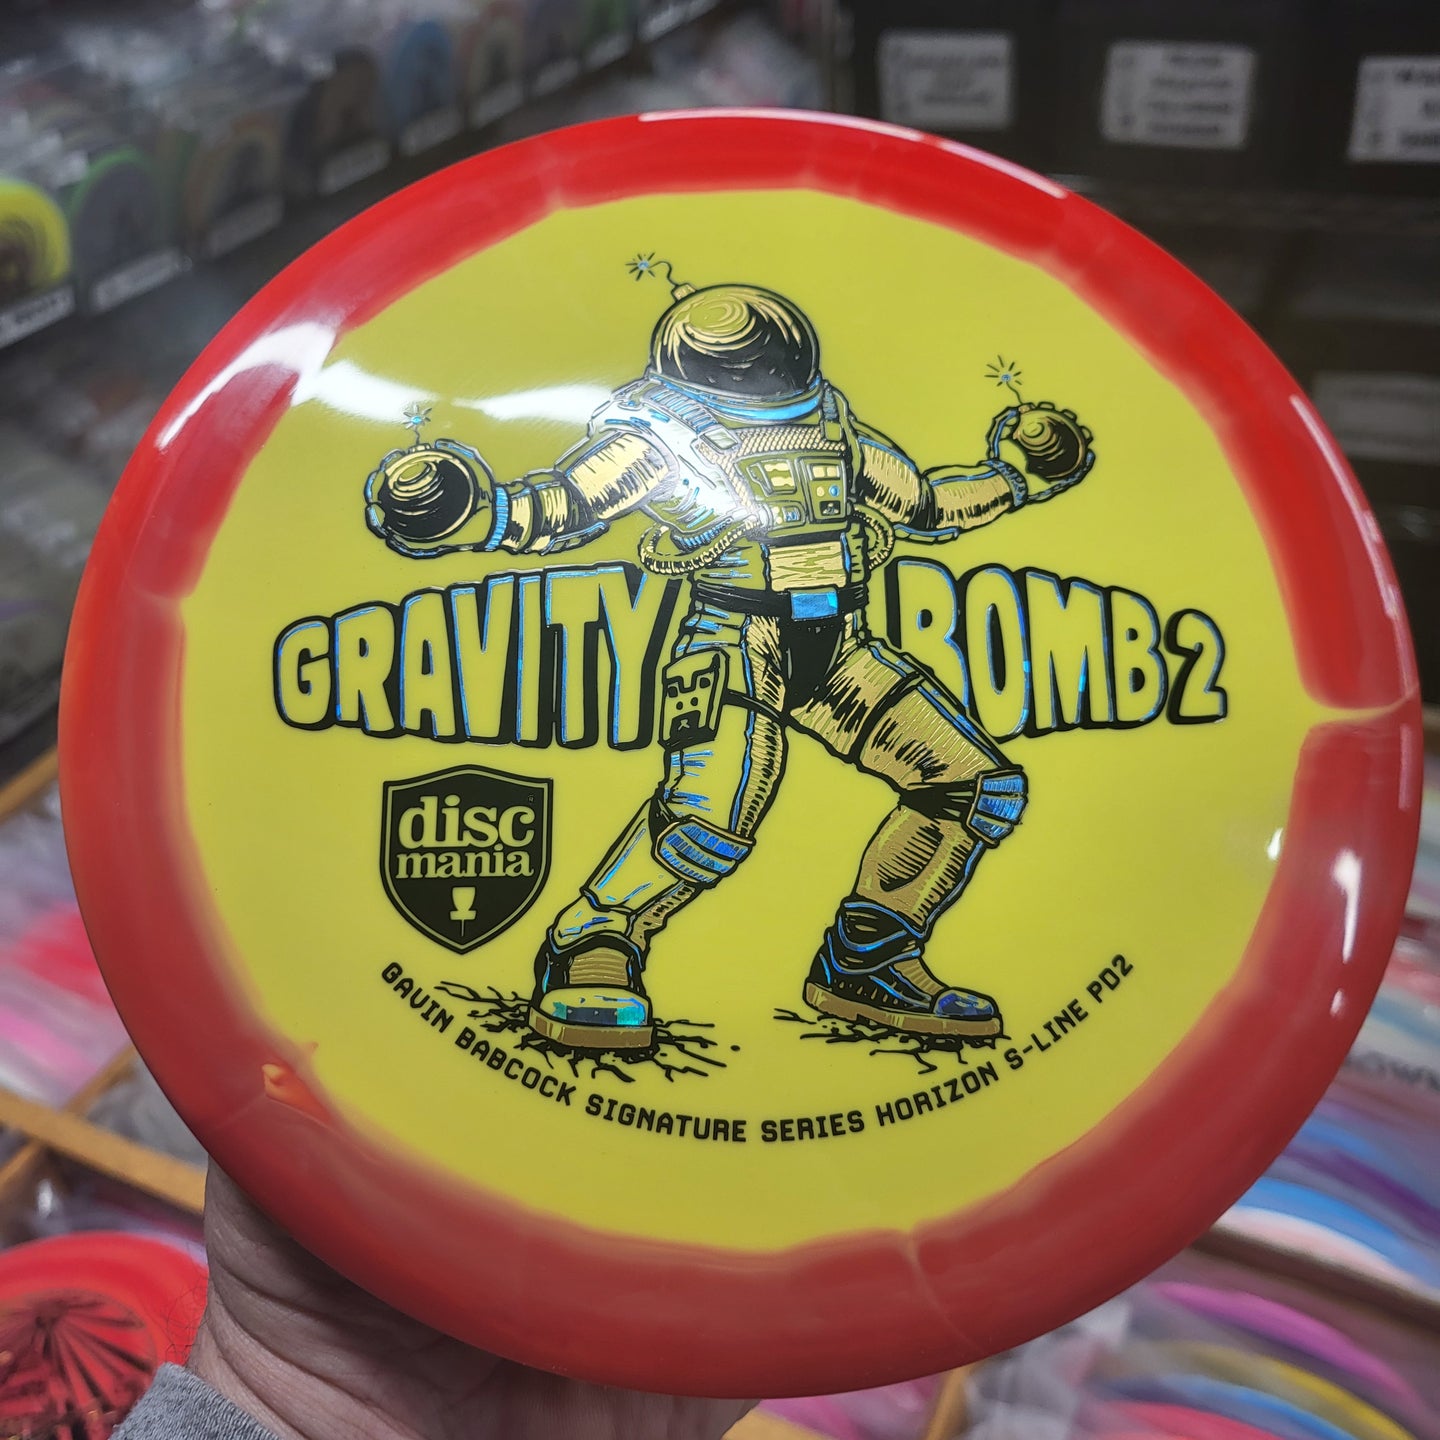 GRAVITY BOMB 2
disc
mania
GAVIN BABCOCK SIGNATURE SERIES HORIZON S-LINE PD2